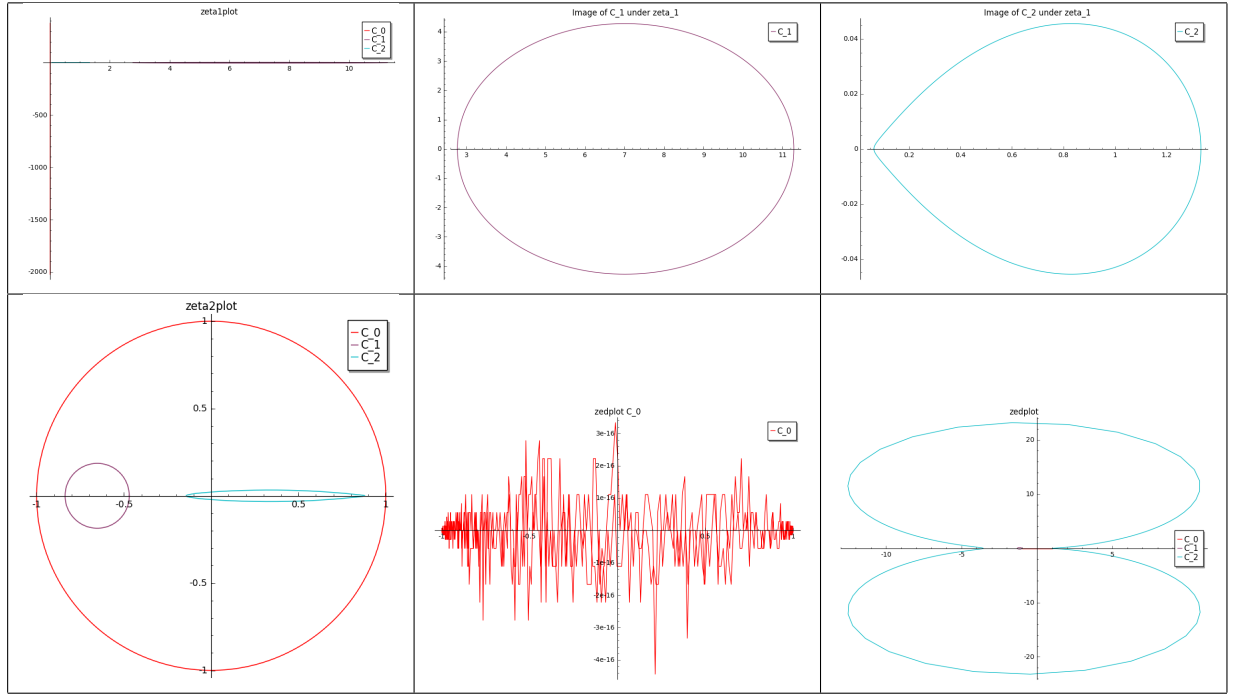 zeta1plot
C_0
C_1
C_2
2
4
6
8
10
-500
-1000
-1500
-2000
Image of C_1 under zeta_1
C_1
4
3
2
1
0
-1
-2
-3
-4
3
4
5
6
7
8
9
10
11
Image of C_2 under zeta_1
C_2
0.04
0.02
0
-0.02
-0.04
0.2
0.4
0.6
0.8
1
1.2
zeta2plot
C_0
C_1
C_2
1
0.5
-0.5
-1
-1
-0.5
0.5
1
zedplot C_0
C_0
3e-16
2e-16
1e-16
-1e-16
-2e-16
-3e-16
-4e-16
-1
-0.5
0.5
1
zedplot
C_0
C_1
C_2
20
10
-10
-20
-10
-5
5